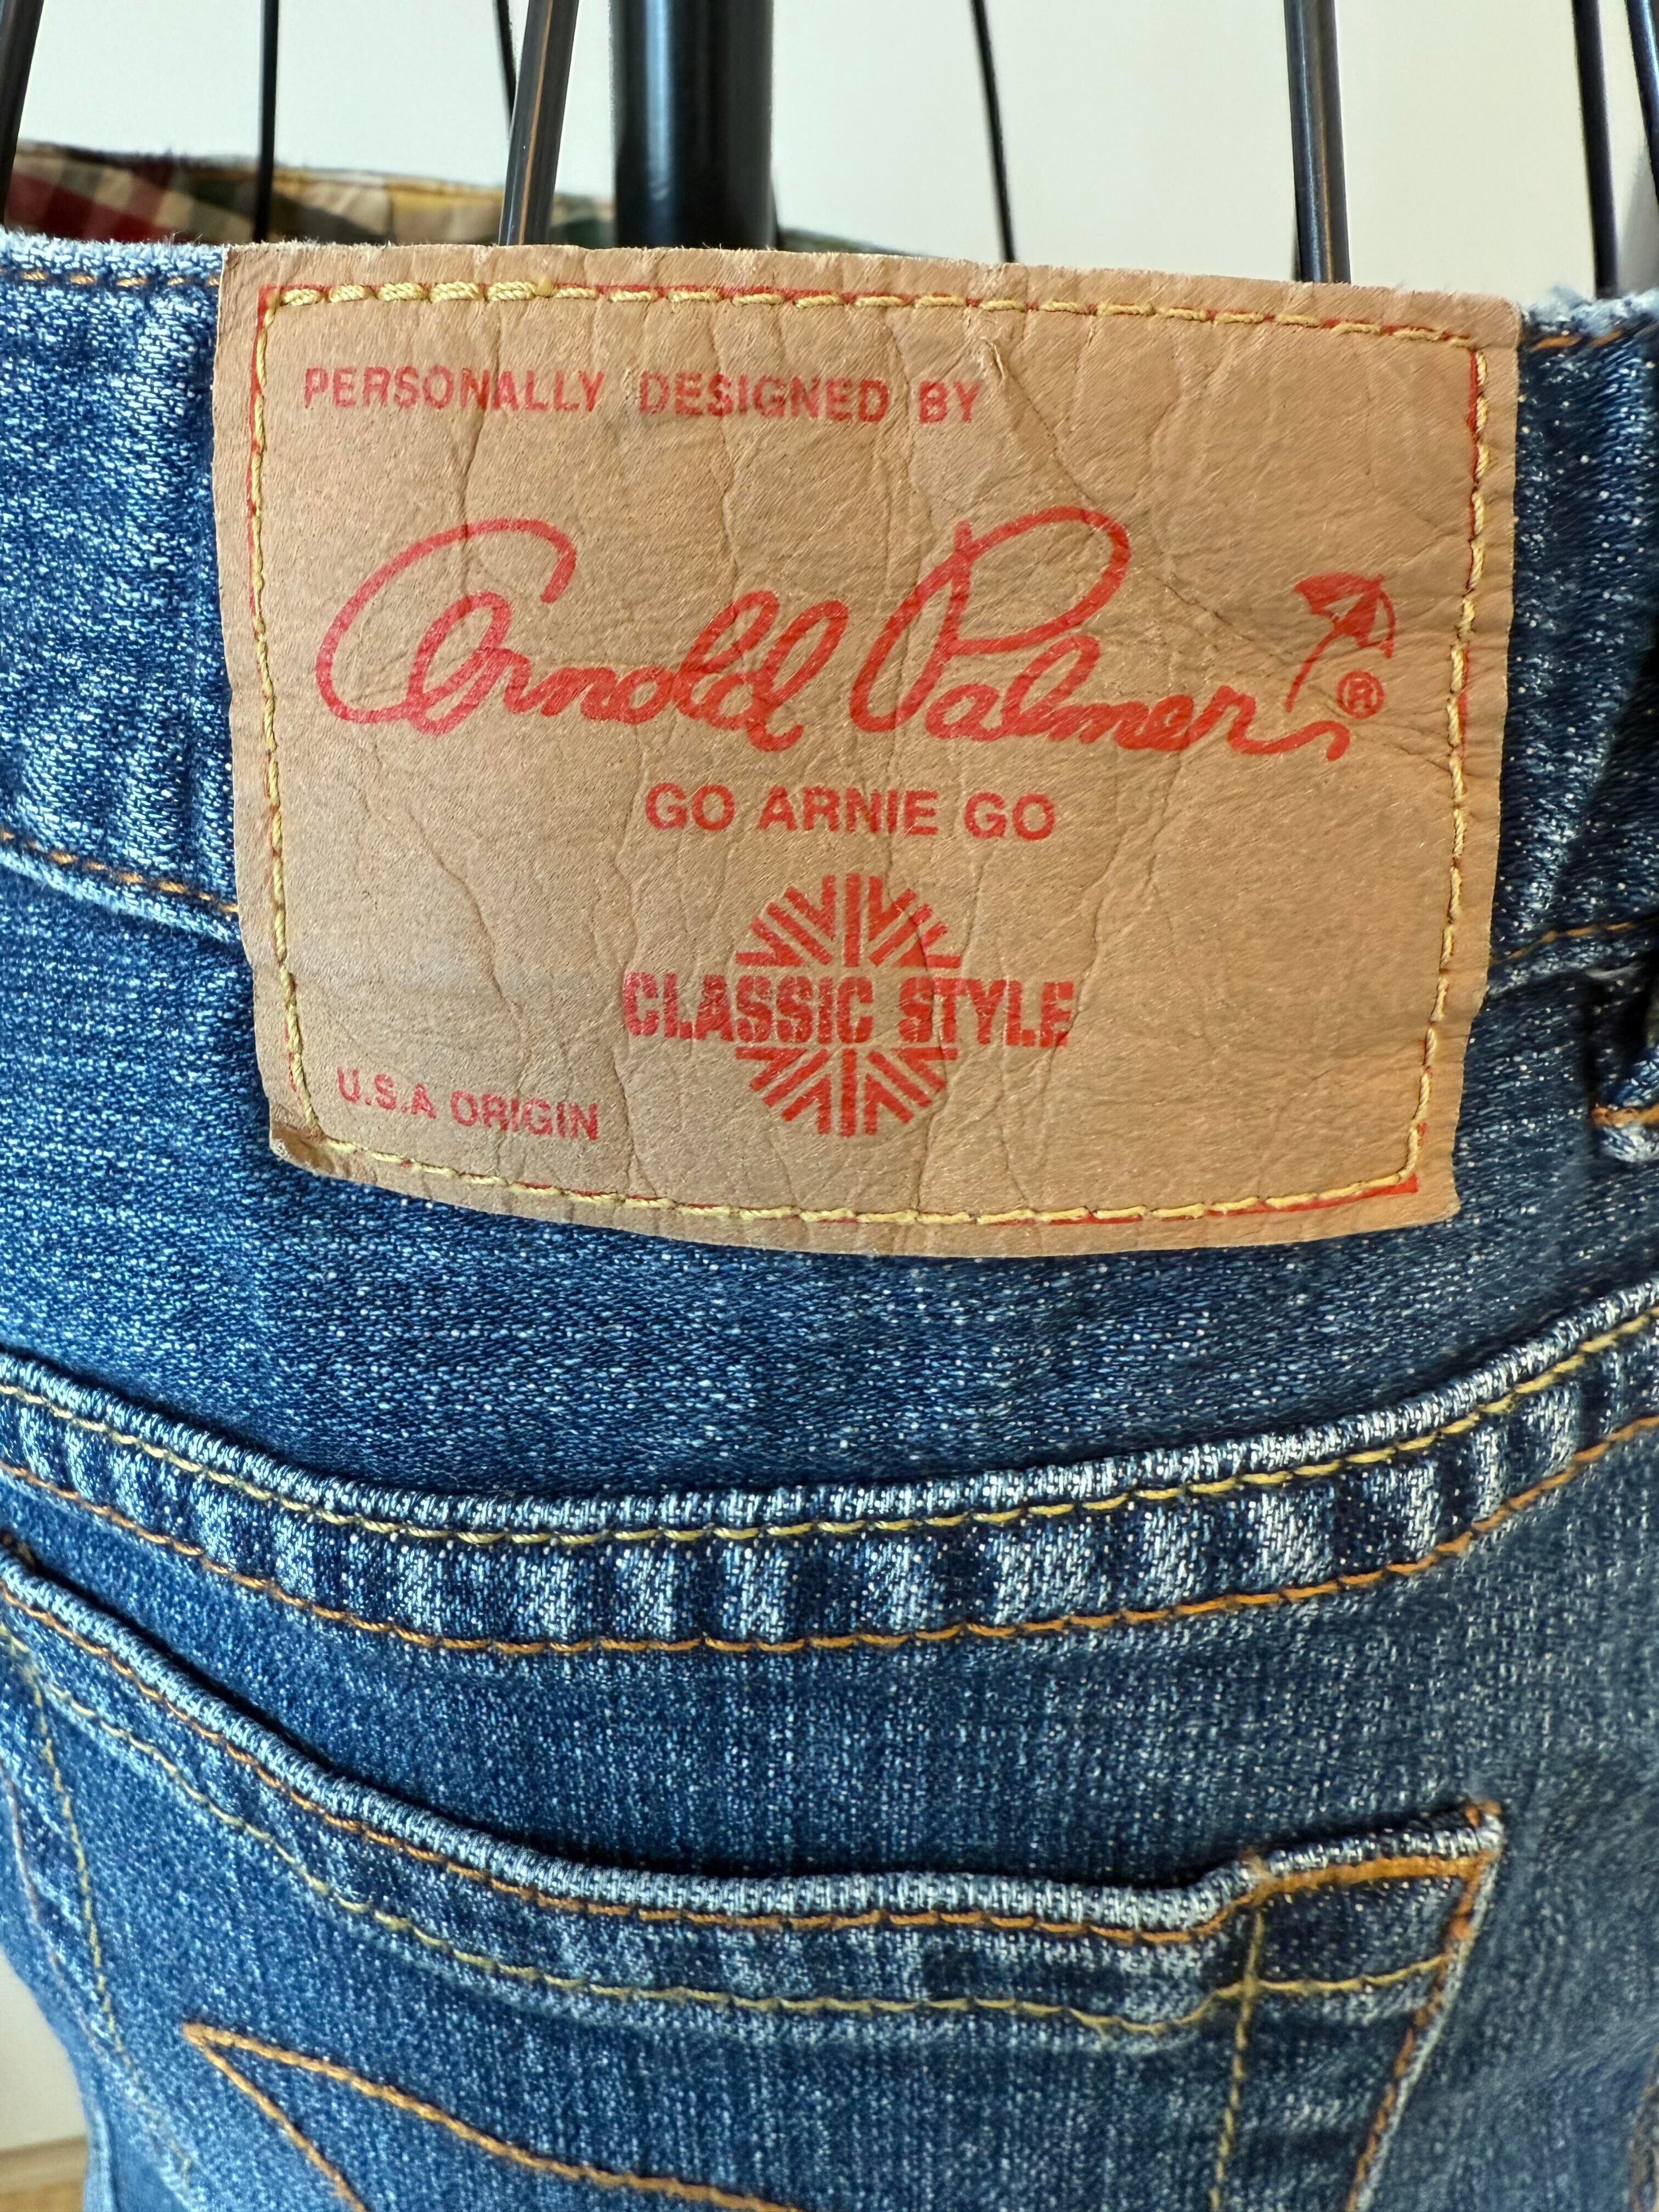 PERSONALLY DESIGNED BY
Arnold Palmer ®
GO ARNIE GO
CLASSIC STYLE
U.S.A ORIGIN